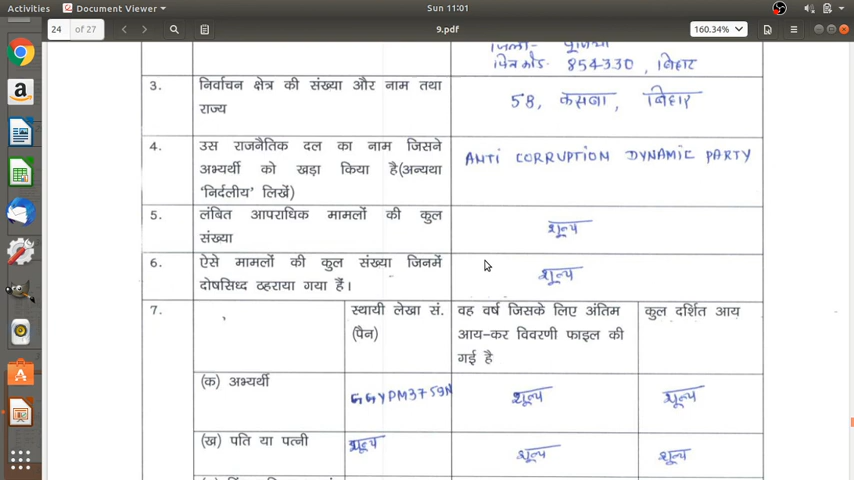 Activities Document Viewer Sun 11:01
24 of 27 9.pdf 160.34%
जिला- पूर्णिया
पिन कोड- 854330, बिहार
3. निर्वाचन क्षेत्र की संख्या और नाम तथा
राज्य
58, कसबा, बिहार
4. उस राजनैतिक दल का नाम जिसने
अभ्यर्थी को खड़ा किया है(अन्यथा
'निर्दलीय' लिखें)
ANTI CORRUPTION DYNAMIC PARTY
5. लंबित आपराधिक मामलों की कुल
संख्या
शून्य
6. ऐसे मामलों की कुल संख्या जिनमें
दोषसिध्द ठहराया गया हैं।
शून्य
7. स्थायी लेखा सं. वह वर्ष जिसके लिए अंतिम कुल दर्शित आय
(पैन) आय-कर विवरणी फाइल की
गई है
(क) अभ्यर्थी GGYPM3759N शून्य शून्य
(ख) पति या पत्नी शून्य शून्य शून्य